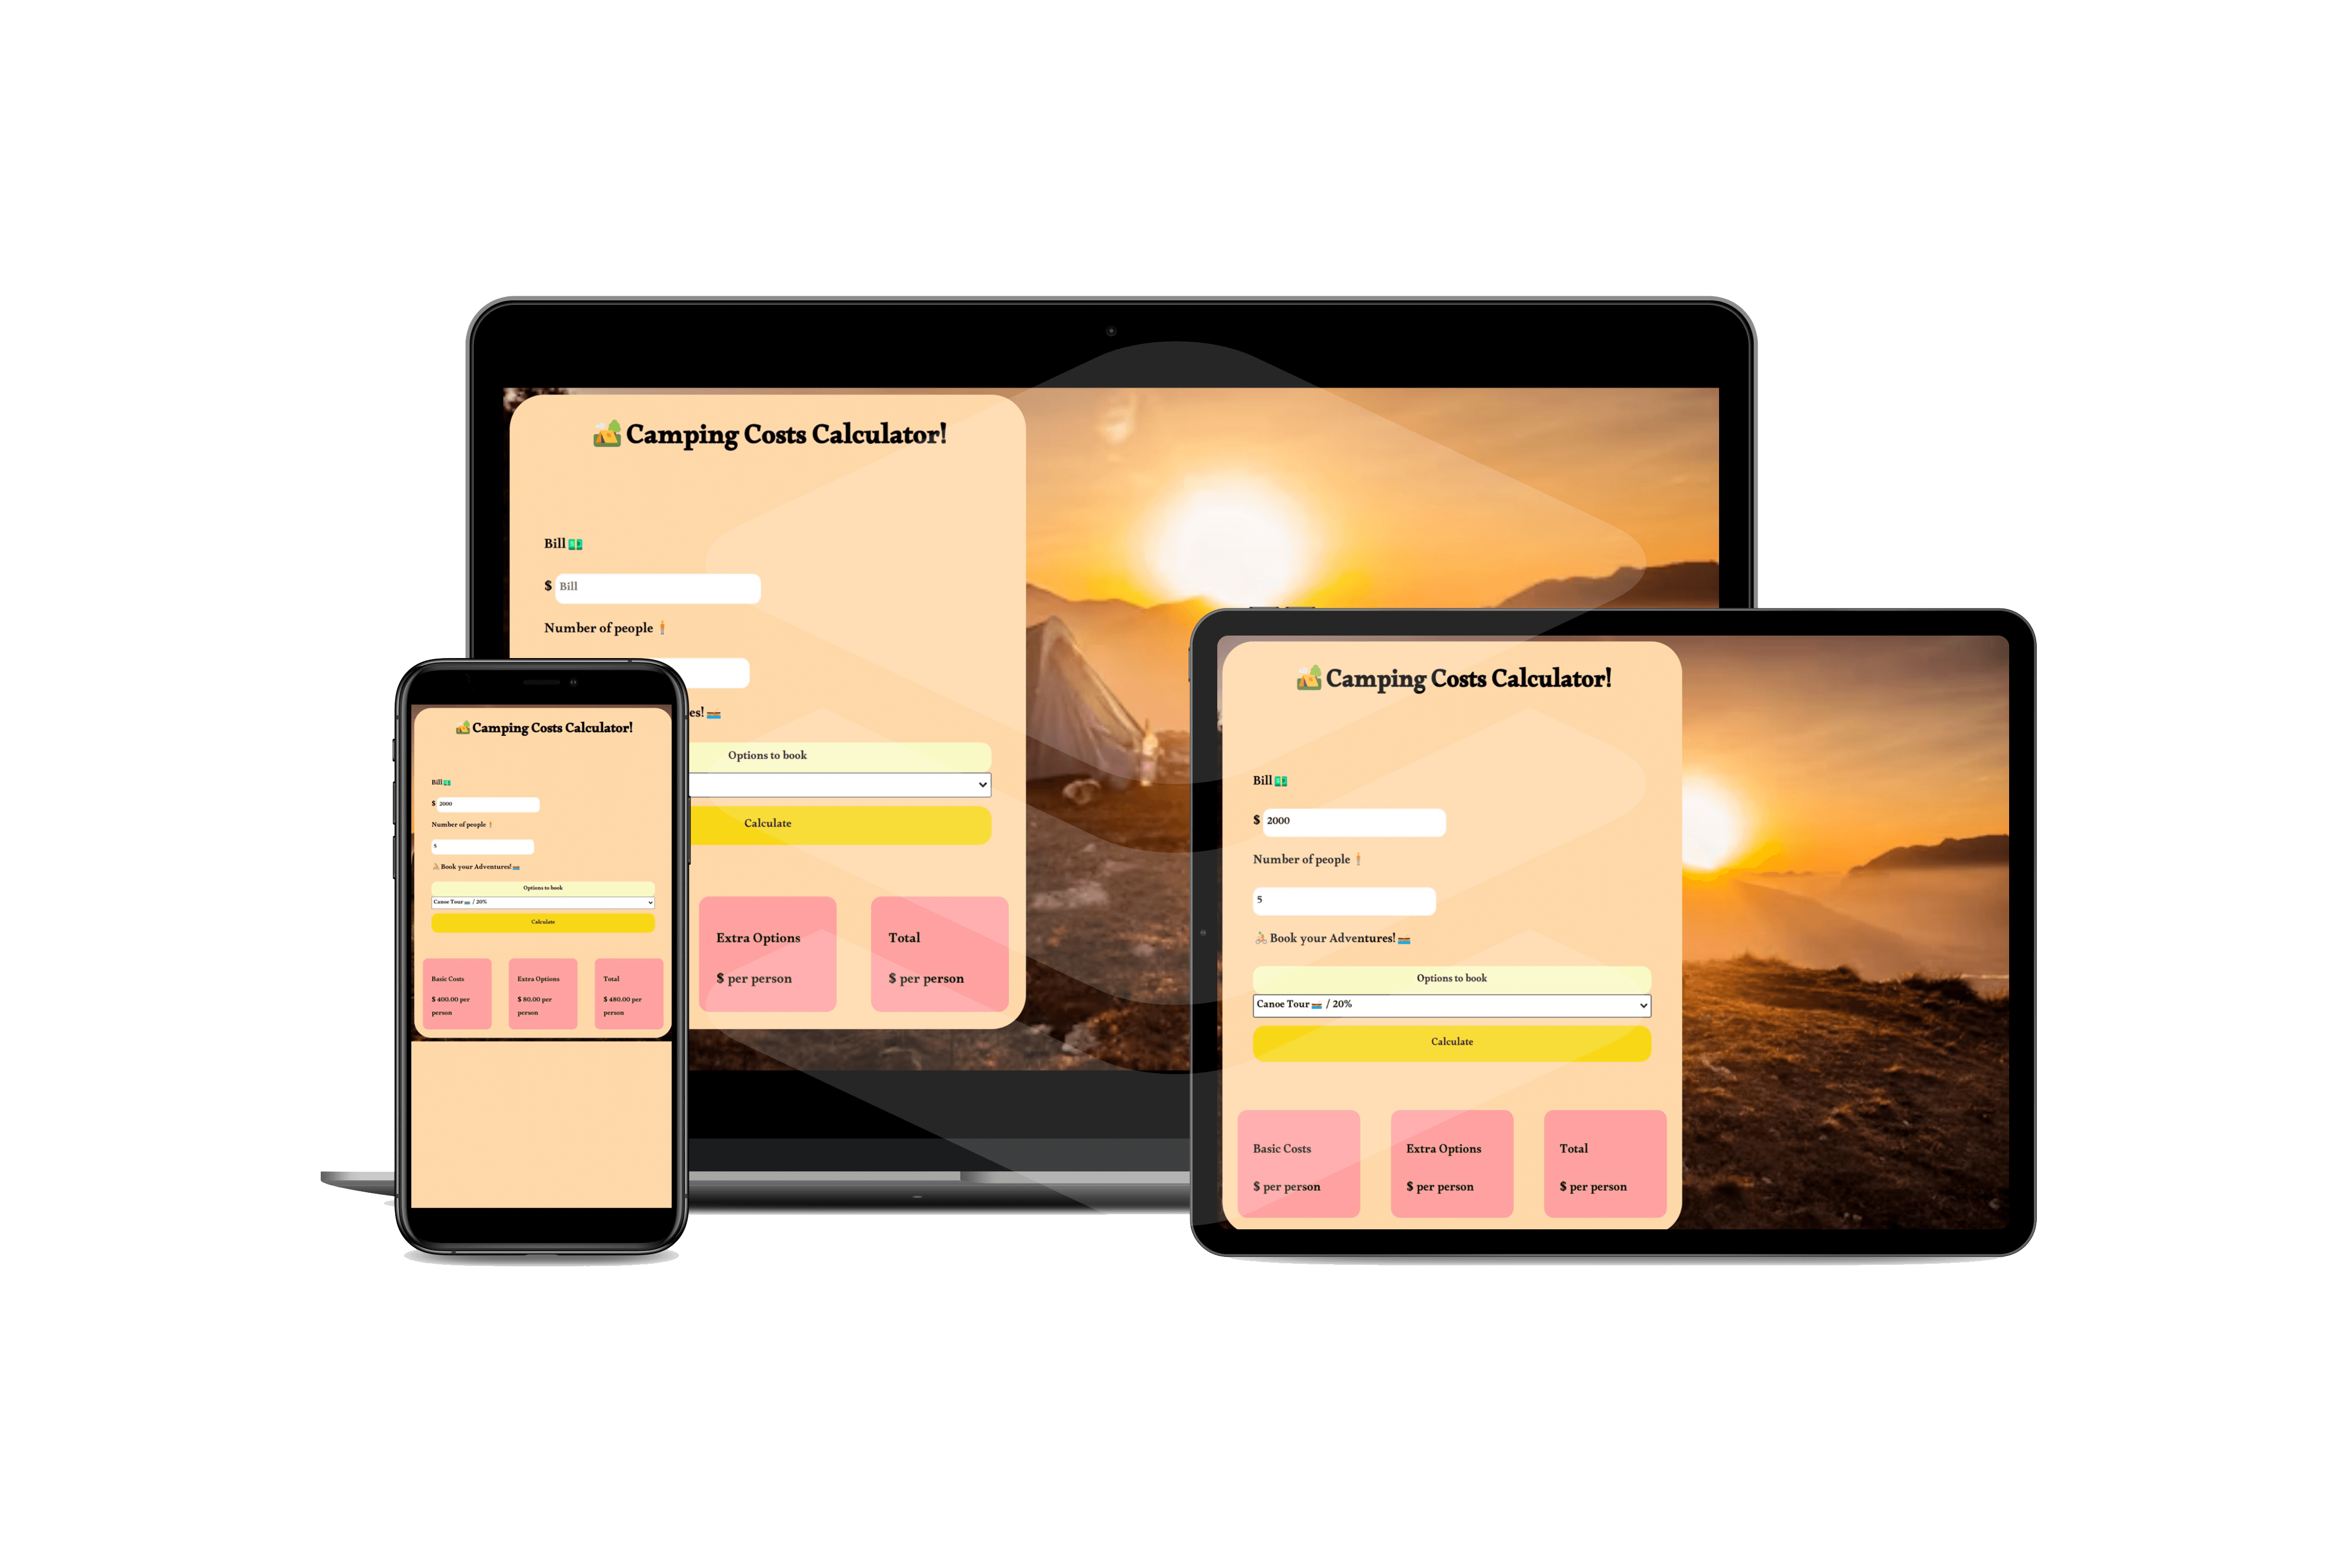 Camping Costs Calculator!
Bill
$ Bill
Number of people
es!
Options to book
Calculate
Extra Options
$ per person
Total
$ per person
Camping Costs Calculator!
Bill
$ 2000
Number of people
5
Book your Adventures!
Options to book
Canoe Tour / 20%
Calculate
Basic Costs
$ 400.00 per
person
Extra Options
$ 80.00 per
person
Total
$ 480.00 per
person
Camping Costs Calculator!
Bill
$ 2000
Number of people
5
Book your Adventures!
Options to book
Canoe Tour / 20%
Calculate
Basic Costs
$ per person
Extra Options
$ per person
Total
$ per person